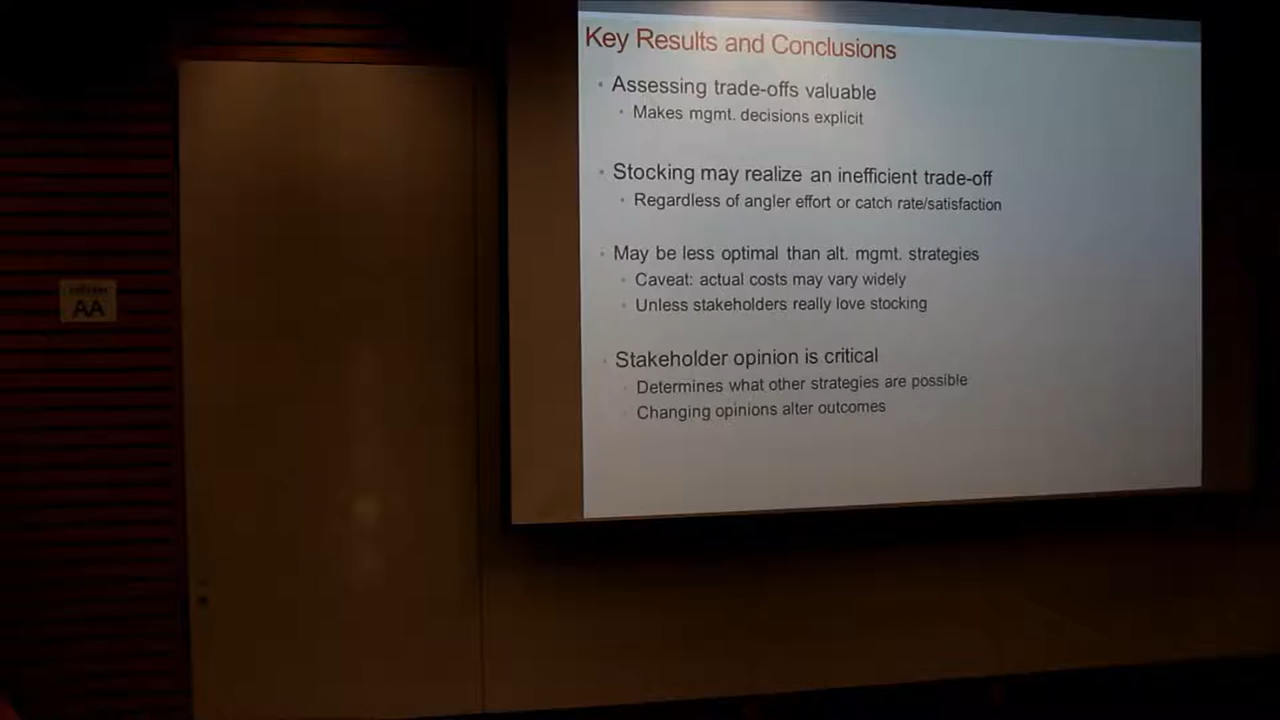 Key Results and Conclusions
Assessing trade-offs valuable
Makes mgmt. decisions explicit
Stocking may realize an inefficient trade-off
Regardless of angler effort or catch rate/satisfaction
May be less optimal than alt. mgmt. strategies
Caveat: actual costs may vary widely
Unless stakeholders really love stocking
Stakeholder opinion is critical
Determines what other strategies are possible
Changing opinions alter outcomes
AA